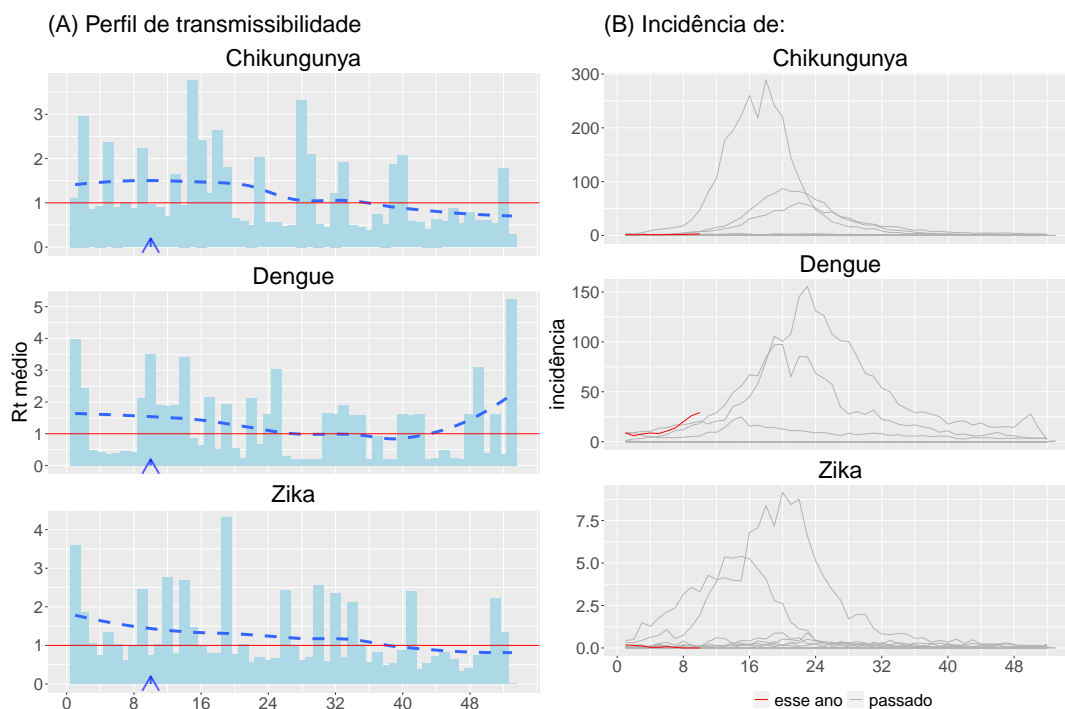 (A) Perfil de transmissibilidade
Chikungunya
3
2
1
0
Dengue
5
4
3
2
1
0
Zika
4
3
2
1
0
0 8 16 24 32 40 48
Rt médio
(B) Incidência de:
Chikungunya
300
200
100
0
Dengue
150
100
50
0
Zika
7.5
5.0
2.5
0.0
0 8 16 24 32 40 48
incidência
esse ano passado